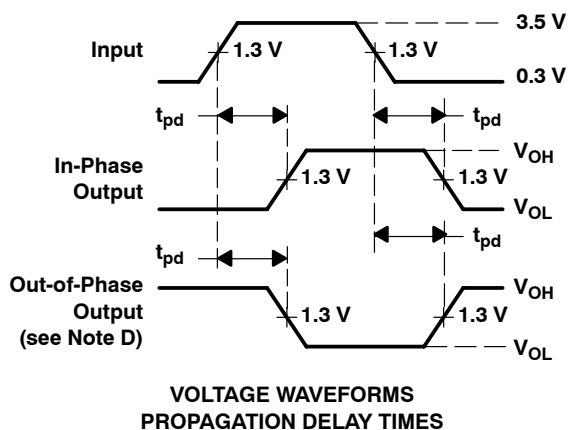 3.5 V
Input
1.3 V
1.3 V
0.3 V
tpd
tpd
VOH
In-Phase
Output
1.3 V
1.3 V
VOL
tpd
tpd
Out-of-Phase
Output
(see Note D)
VOH
1.3 V
1.3 V
VOL
VOLTAGE WAVEFORMS
PROPAGATION DELAY TIMES